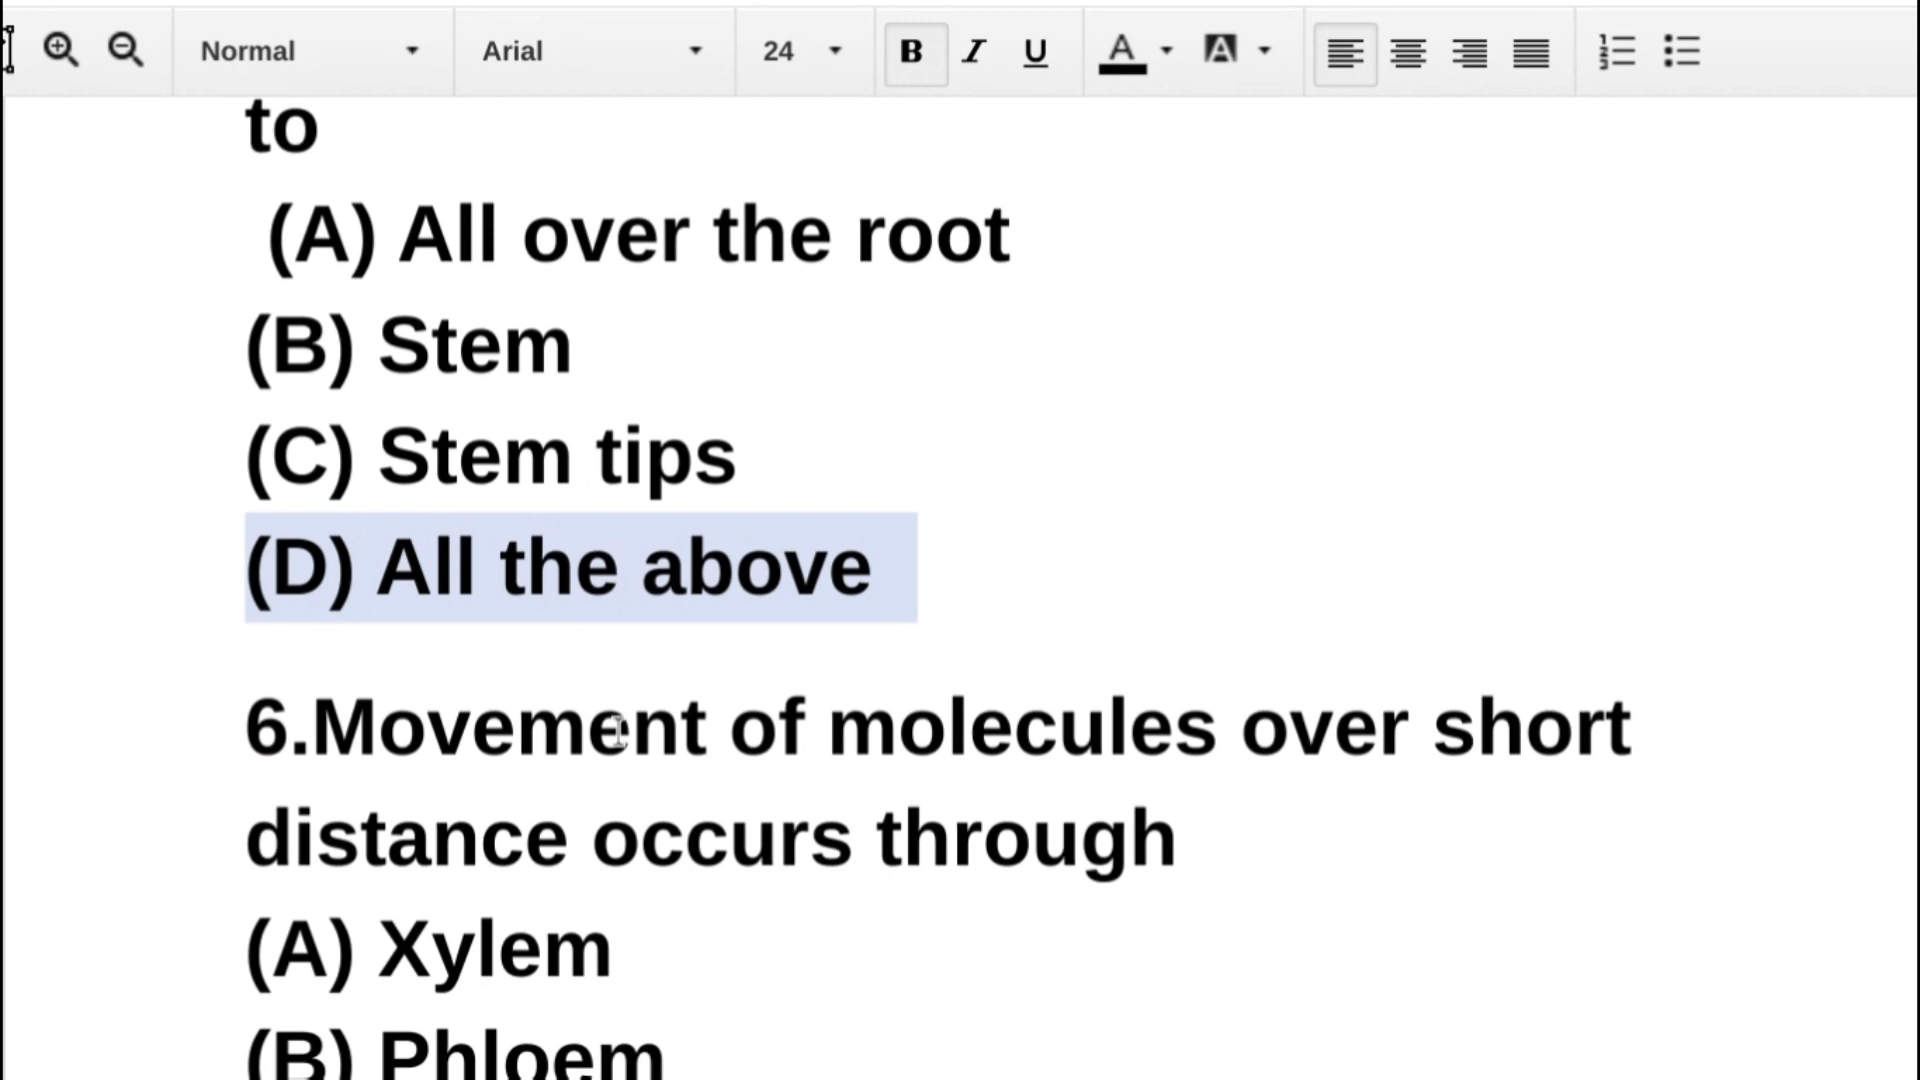 Normal Arial 24 B I U A A
to
(A) All over the root
(B) Stem
(C) Stem tips
(D) All the above
6.Movement of molecules over short
distance occurs through
(A) Xylem
(B) Phloem